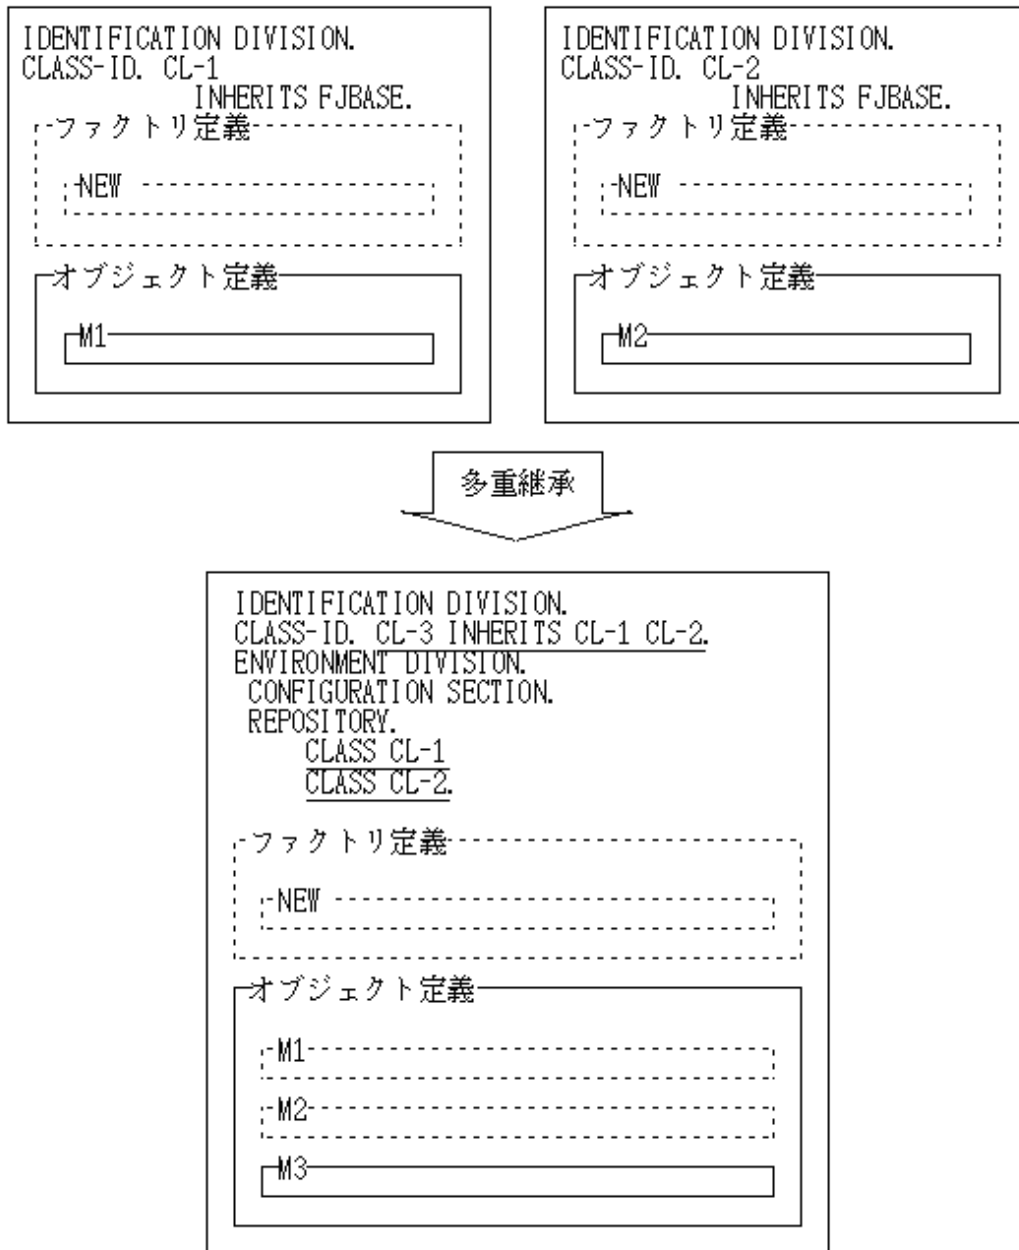 IDENTIFICATION DIVISION.
CLASS-ID. CL-1
INHERITS FJBASE.
ファクトリ定義
NEW
オブジェクト定義
M1
IDENTIFICATION DIVISION.
CLASS-ID. CL-2
INHERITS FJBASE.
ファクトリ定義
NEW
オブジェクト定義
M2
多重継承
IDENTIFICATION DIVISION.
CLASS-ID. CL-3 INHERITS CL-1 CL-2.
ENVIRONMENT DIVISION.
CONFIGURATION SECTION.
REPOSITORY.
CLASS CL-1
CLASS CL-2.
ファクトリ定義
NEW
オブジェクト定義
M1
M2
M3